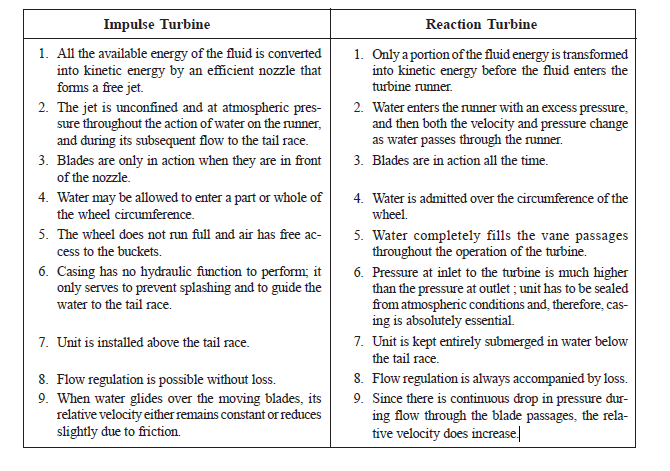 Impulse Turbine
1. All the available energy of the fluid is converted
into kinetic energy by an efficient nozzle that
forms a free jet.
2. The jet is unconfined and at atmospheric pres-
sure throughout the action of water on the runner,
and during its subsequent flow to the tail race.
3. Blades are only in action when they are in front
of the nozzle.
4. Water may be allowed to enter a part or whole of
the wheel circumference.
5. The wheel does not run full and air has free ac-
cess to the buckets.
6. Casing has no hydraulic function to perform; it
only serves to prevent splashing and to guide the
water to the tail race.
7. Unit is installed above the tail race.
8. Flow regulation is possible without loss.
9. When water glides over the moving blades, its
relative velocity either remains constant or reduces
slightly due to friction.
Reaction Turbine
1. Only a portion of the fluid energy is transformed
into kinetic energy before the fluid enters the
turbine runner.
2. Water enters the runner with an excess pressure,
and then both the velocity and pressure change
as water passes through the runner.
3. Blades are in action all the time.
4. Water is admitted over the circumference of the
wheel.
5. Water completely fills the vane passages
throughout the operation of the turbine.
6. Pressure at inlet to the turbine is much higher
than the pressure at outlet ; unit has to be sealed
from atmospheric conditions and, therefore, cas-
ing is absolutely essential.
7. Unit is kept entirely submerged in water below
the tail race.
8. Flow regulation is always accompanied by loss.
9. Since there is continuous drop in pressure dur-
ing flow through the blade passages, the rela-
tive velocity does increase.